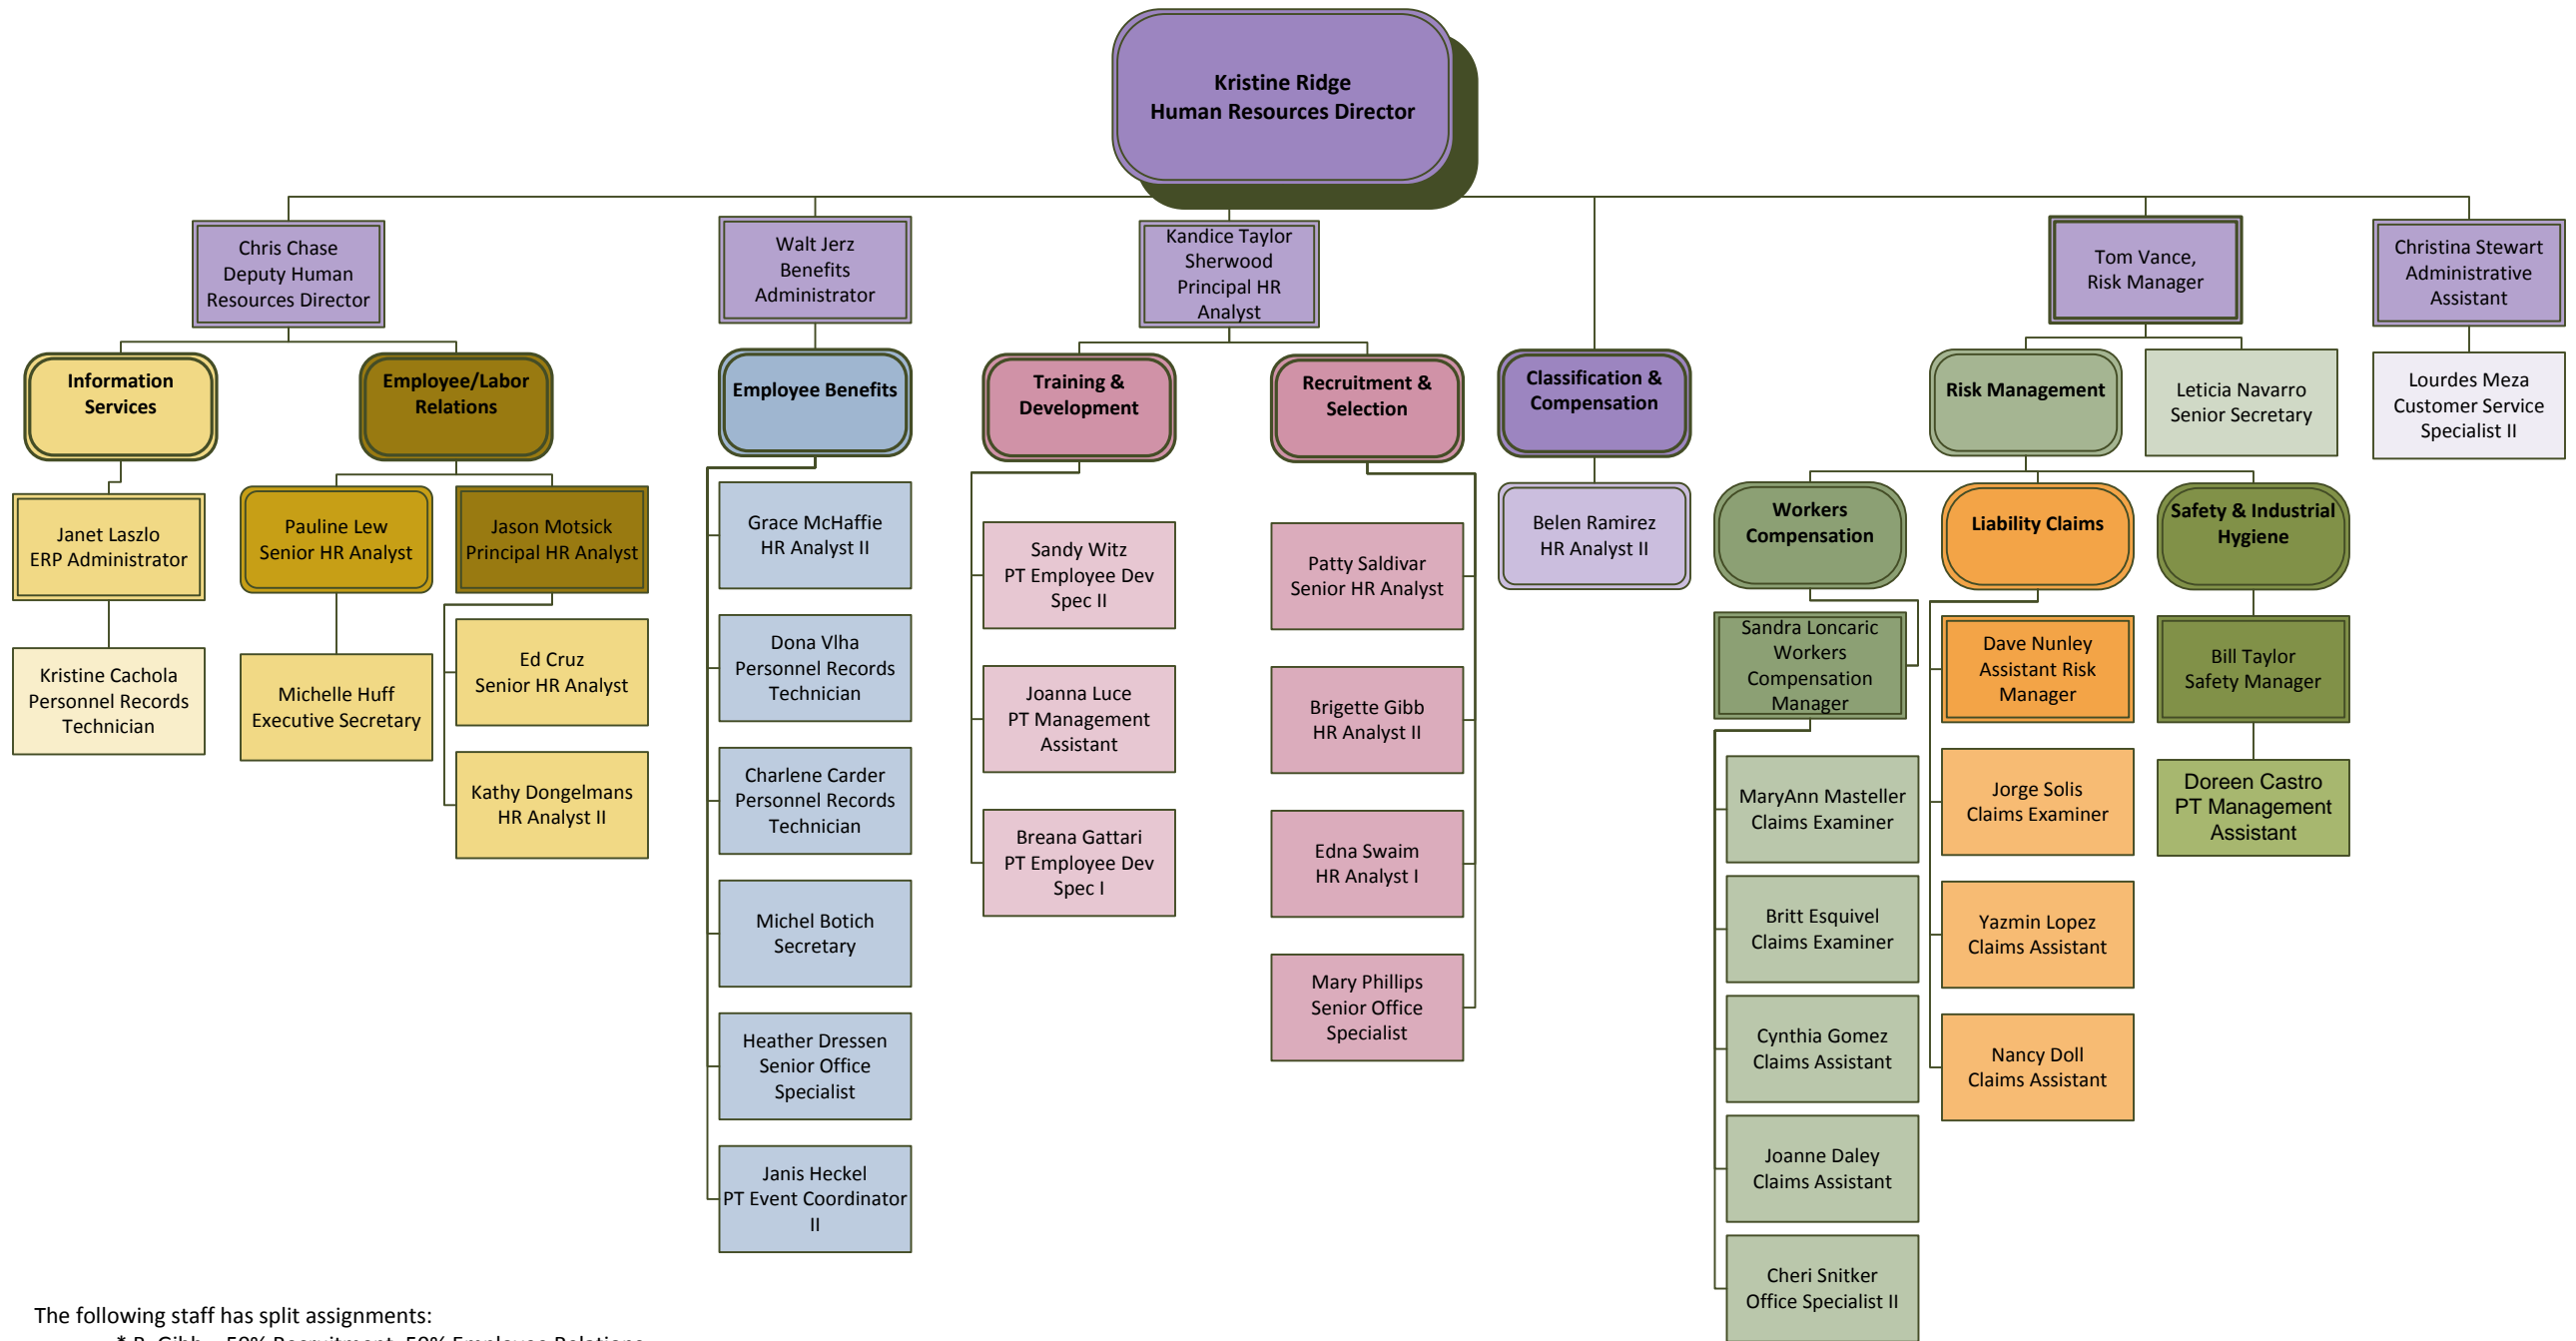 Kristine Ridge
Human Resources Director
Chris Chase
Deputy Human
Resources Director
Walt Jerz
Benefits
Administrator
Kandice Taylor
Sherwood
Principal HR
Analyst
Tom Vance,
Risk Manager
Christina Stewart
Administrative
Assistant
Information
Services
Employee/Labor
Relations
Employee Benefits
Training &
Development
Recruitment &
Selection
Classification &
Compensation
Risk Management
Leticia Navarro
Senior Secretary
Lourdes Meza
Customer Service
Specialist II
Janet Laszlo
ERP Administrator
Kristine Cachola
Personnel Records
Technician
Pauline Lew
Senior HR Analyst
Michelle Huff
Executive Secretary
Jason Motsick
Principal HR Analyst
Ed Cruz
Senior HR Analyst
Kathy Dongelmans
HR Analyst II
Grace McHaffie
HR Analyst II
Dona Vlha
Personnel Records
Technician
Charlene Carder
Personnel Records
Technician
Michel Botich
Secretary
Heather Dressen
Senior Office
Specialist
Janis Heckel
PT Event Coordinator
II
Sandy Witz
PT Employee Dev
Spec II
Joanna Luce
PT Management
Assistant
Breana Gattari
PT Employee Dev
Spec I
Patty Saldivar
Senior HR Analyst
Brigette Gibb
HR Analyst II
Edna Swaim
HR Analyst I
Mary Phillips
Senior Office
Specialist
Belen Ramirez
HR Analyst II
Workers
Compensation
Sandra Loncaric
Workers
Compensation
Manager
MaryAnn Masteller
Claims Examiner
Britt Esquivel
Claims Examiner
Cynthia Gomez
Claims Assistant
Joanne Daley
Claims Assistant
Cheri Snitker
Office Specialist II
Liability Claims
Dave Nunley
Assistant Risk
Manager
Jorge Solis
Claims Examiner
Yazmin Lopez
Claims Assistant
Nancy Doll
Claims Assistant
Safety & Industrial
Hygiene
Bill Taylor
Safety Manager
Doreen Castro
PT Management
Assistant
The following staff has split assignments:
* B. Gibb – 50% Recruitment, 50% Employee Relations